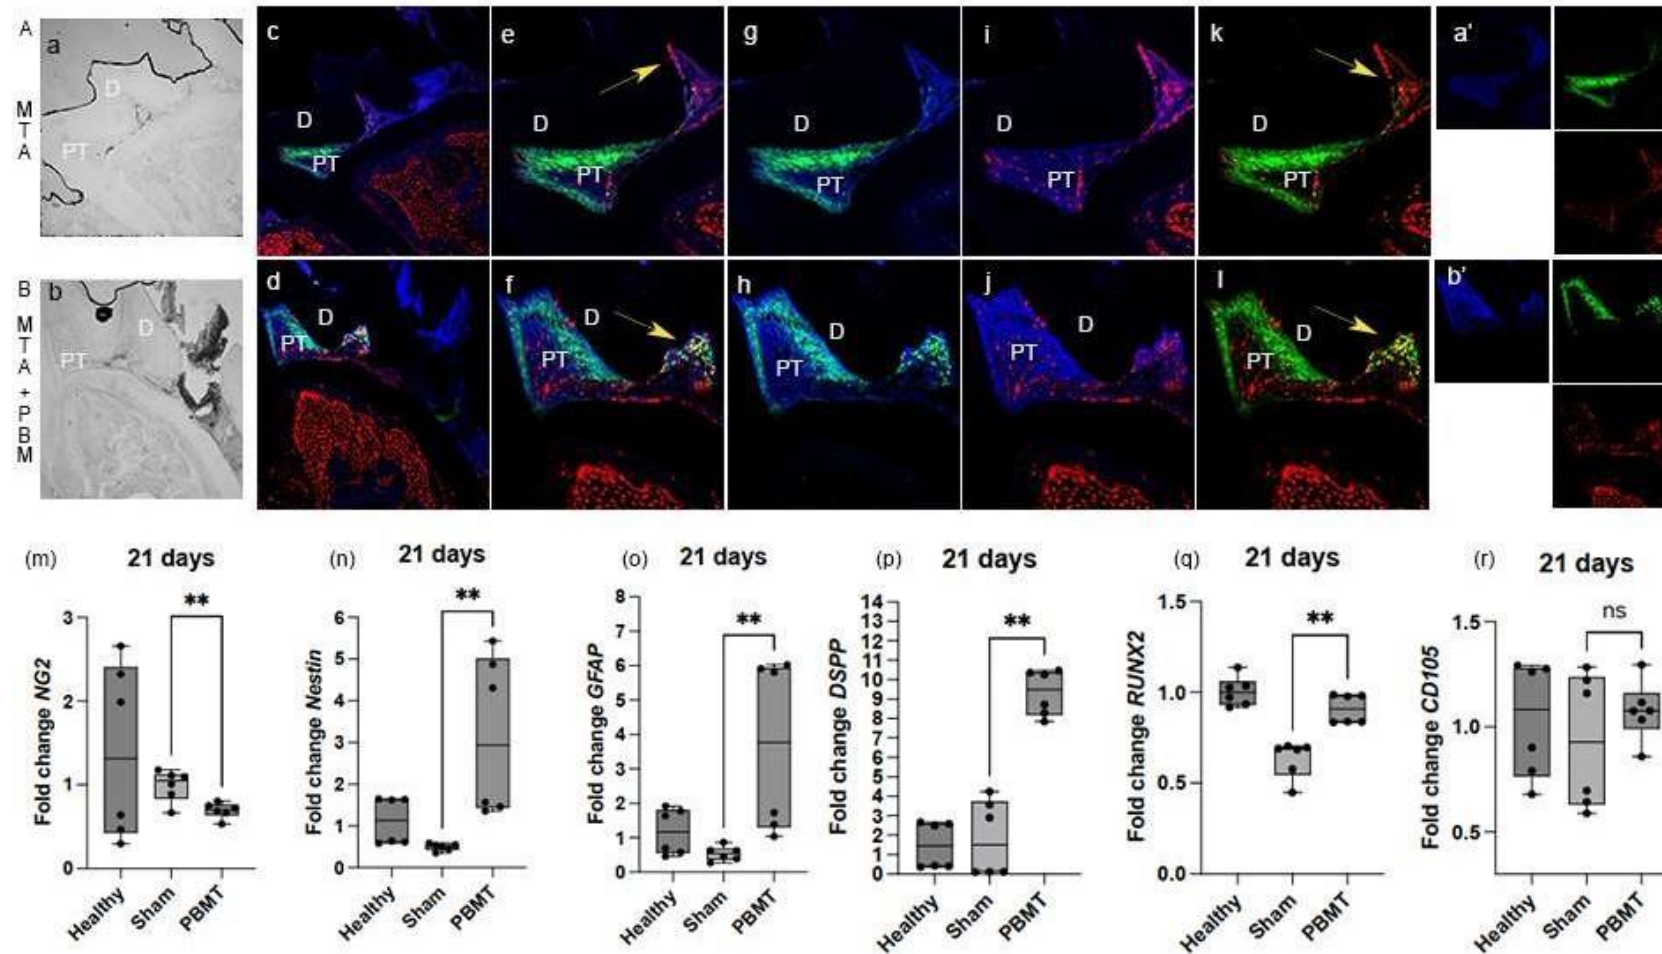 A
M
T
A
a
D
PT
c
D
PT
e
D
PT
g
D
PT
i
D
PT
k
D
PT
a'
B
M
T
A
+
P
B
M
b
D
PT
d
D
PT
f
D
PT
h
D
PT
j
D
PT
l
D
PT
b'
(m) 21 days
**
Fold change NG2
3
2
1
0
Healthy
Sham
PBMT
(n) 21 days
**
Fold change Nestin
6
5
4
3
2
1
0
Healthy
Sham
PBMT
(o) 21 days
**
Fold change GFAP
8
7
6
5
4
3
2
1
0
Healthy
Sham
PBMT
(p) 21 days
**
Fold change DSPP
14
13
12
11
10
9
8
7
6
5
4
3
2
1
0
Healthy
Sham
PBMT
(q) 21 days
**
Fold change RUNX2
1.5
1.0
0.5
0.0
Healthy
Sham
PBMT
(r) 21 days
ns
Fold change CD105
1.5
1.0
0.5
Healthy
Sham
PBMT